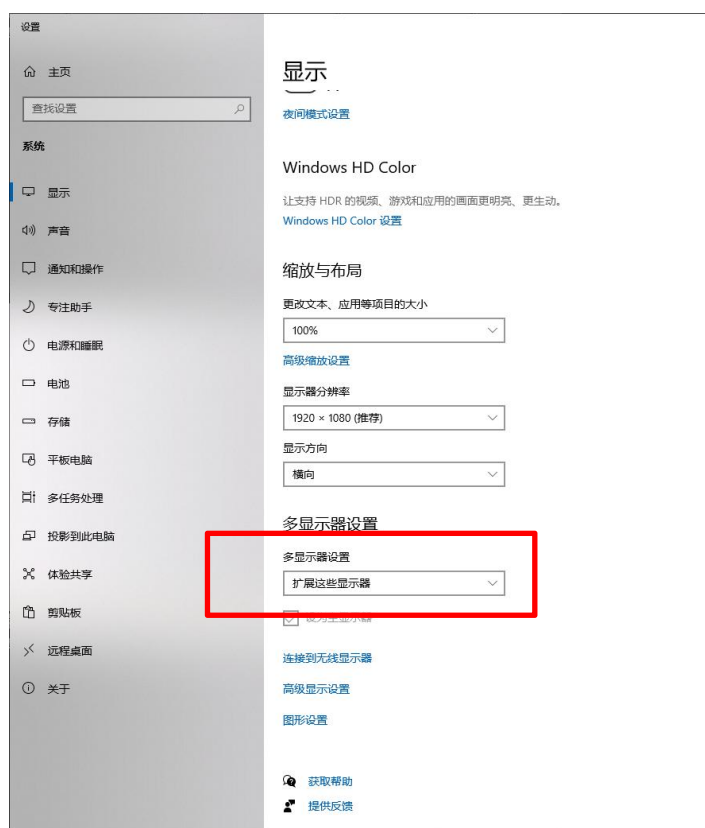 设置
主页
查找设置
系统
显示
声音
通知和操作
专注助手
电源和睡眠
电池
存储
平板电脑
多任务处理
投影到此电脑
体验共享
剪贴板
远程桌面
关于
显示
夜间模式设置
Windows HD Color
让支持 HDR 的视频、游戏和应用的画面更明亮、更生动。
Windows HD Color 设置
缩放与布局
更改文本、应用等项目的大小
100%
高级缩放设置
显示器分辨率
1920 × 1080 (推荐)
显示方向
横向
多显示器设置
多显示器设置
扩展这些显示器
设为主显示器
连接到无线显示器
高级显示设置
图形设置
获取帮助
提供反馈